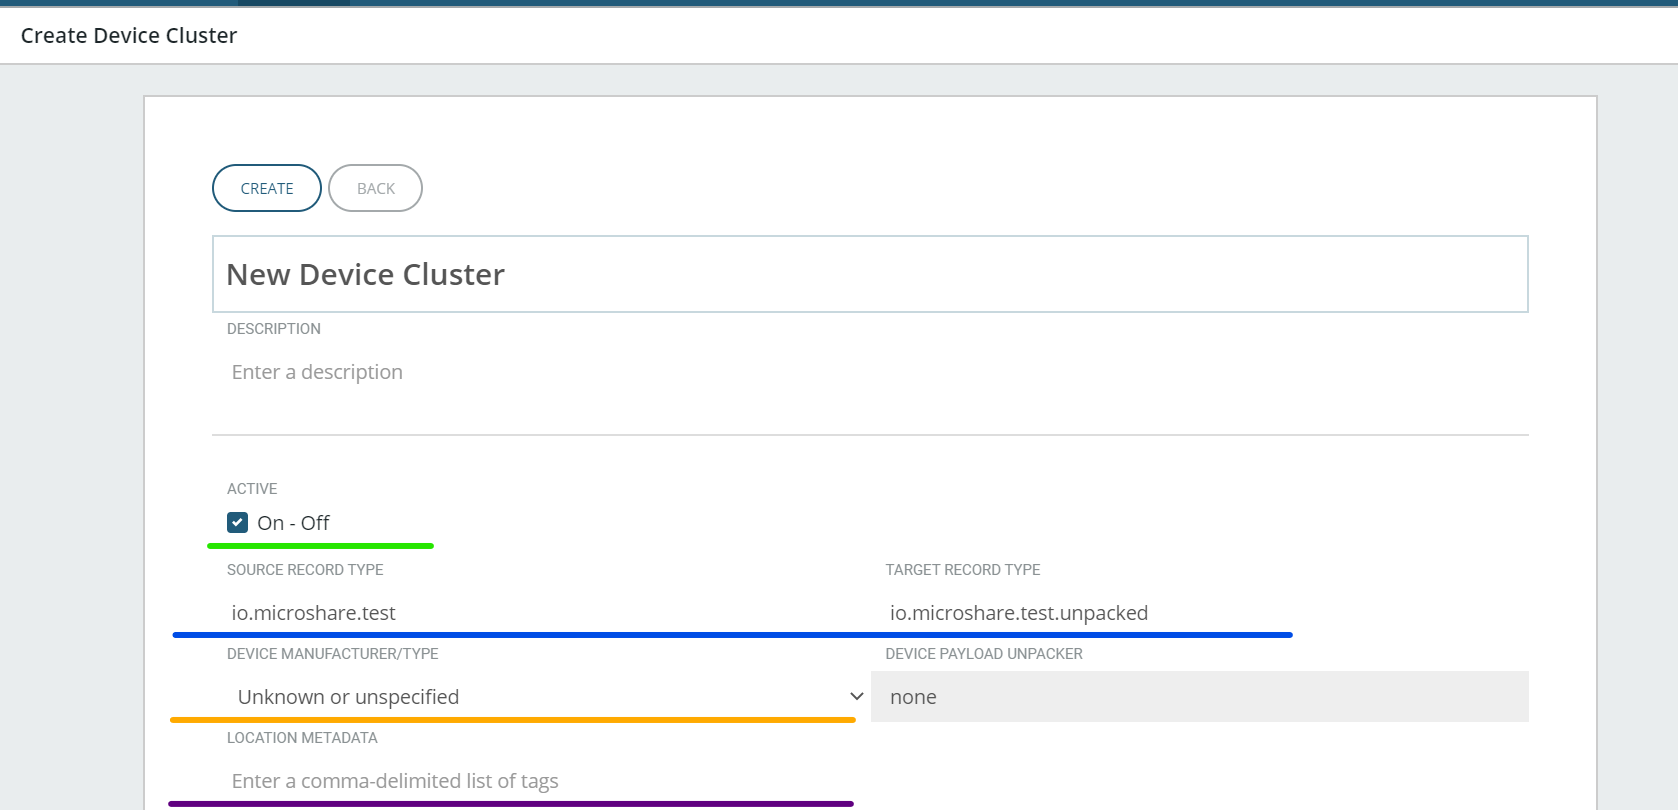 Create Device Cluster
CREATE BACK
New Device Cluster
DESCRIPTION
Enter a description
ACTIVE
On - Off
SOURCE RECORD TYPE TARGET RECORD TYPE
io.microshare.test io.microshare.test.unpacked
DEVICE MANUFACTURER/TYPE DEVICE PAYLOAD UNPACKER
Unknown or unspecified none
LOCATION METADATA
Enter a comma-delimited list of tags